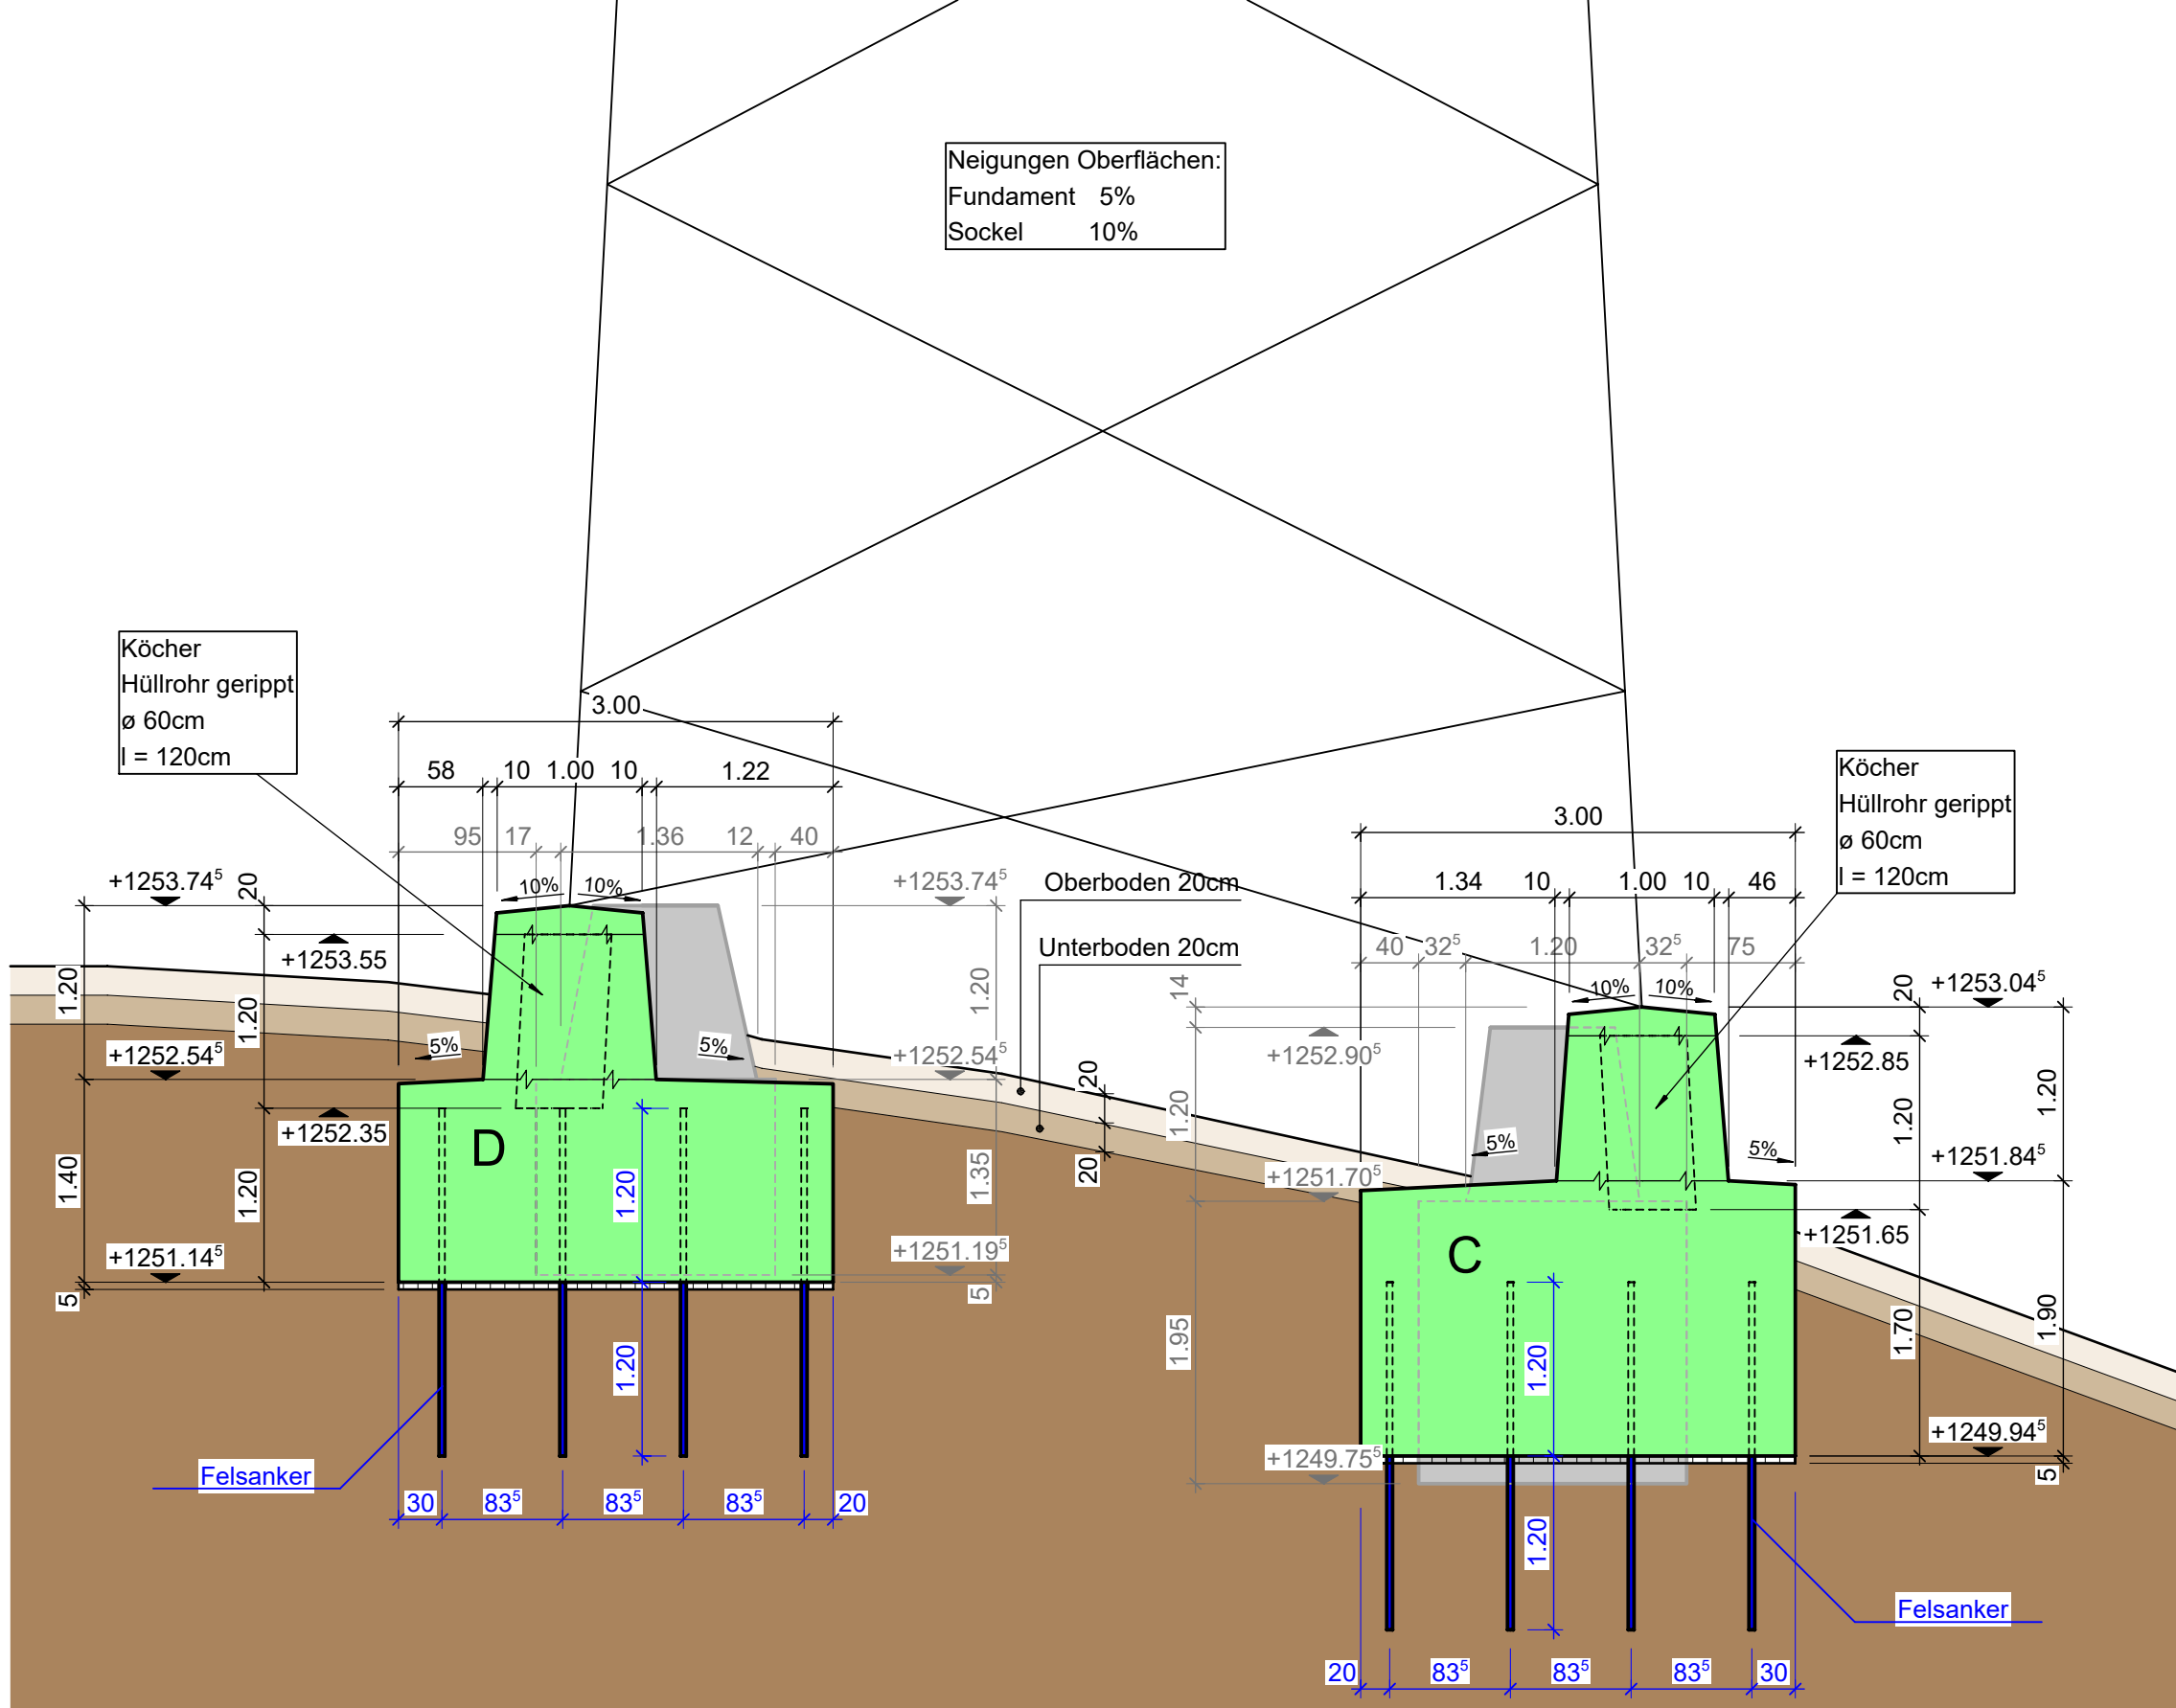 Neigungen Oberflächen:
Fundament 5%
Sockel 10%
Köcher
Hüllrohr gerippt
ø 60cm
l = 120cm
3.00
58 10 1.00 10 1.22
95 17 1.36 12 40
+1253.74⁵
20
10% 10%
+1253.74⁵
+1253.55
1.20
1.20
1.20
5%
5%
+1252.54⁵
+1252.54⁵
+1252.35
D
1.40
1.20
1.20
1.35
+1251.14⁵
+1251.19⁵
5
5
1.20
Felsanker
30 83⁵ 83⁵ 83⁵ 20
Oberboden 20cm
Unterboden 20cm
20
20
Köcher
Hüllrohr gerippt
ø 60cm
l = 120cm
3.00
1.34 10 1.00 10 46
40 32⁵ 1.20 32⁵ 75
14
10% 10%
20
+1253.04⁵
+1252.90⁵
+1252.85
1.20
1.20
1.20
5%
5%
+1251.70⁵
+1251.84⁵
+1251.65
C
1.95
1.20
1.70
1.90
+1249.75⁵
+1249.94⁵
5
1.20
Felsanker
20 83⁵ 83⁵ 83⁵ 30